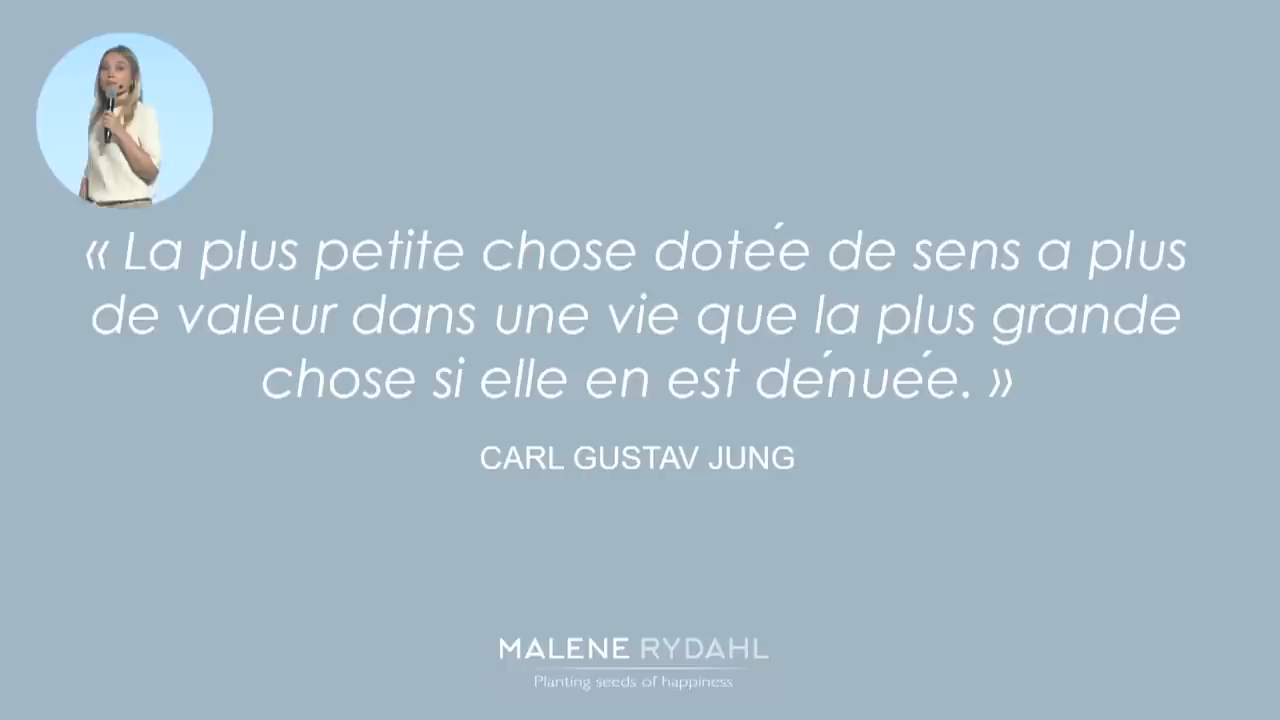 « La plus petite chose dotée de sens a plus
de valeur dans une vie que la plus grande
chose si elle en est dénuée. »
CARL GUSTAV JUNG
MALENE RYDAHL
Planting seeds of happiness